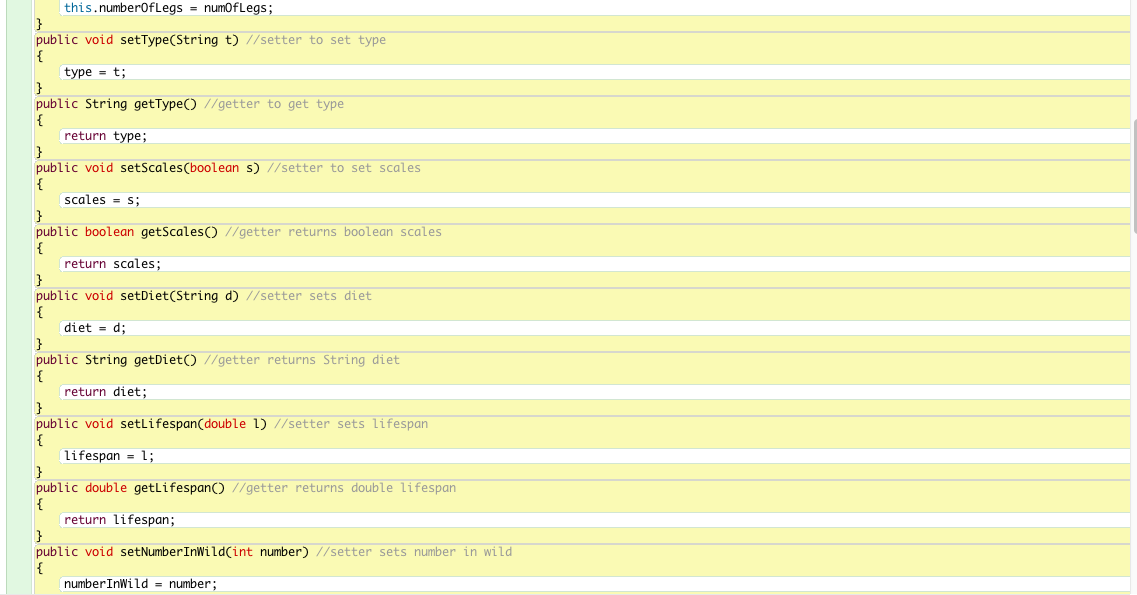 this.numberOfLegs = numOfLegs;
}
public void setType(String t) //setter to set type
{
type = t;
}
public String getType() //getter to get type
{
return type;
}
public void setScales(boolean s) //setter to set scales
{
scales = s;
}
public boolean getScales() //getter returns boolean scales
{
return scales;
}
public void setDiet(String d) //setter sets diet
{
diet = d;
}
public String getDiet() //getter returns String diet
{
return diet;
}
public void setLifespan(double l) //setter sets lifespan
{
lifespan = l;
}
public double getLifespan() //getter returns double lifespan
{
return lifespan;
}
public void setNumberInWild(int number) //setter sets number in wild
{
numberInWild = number;